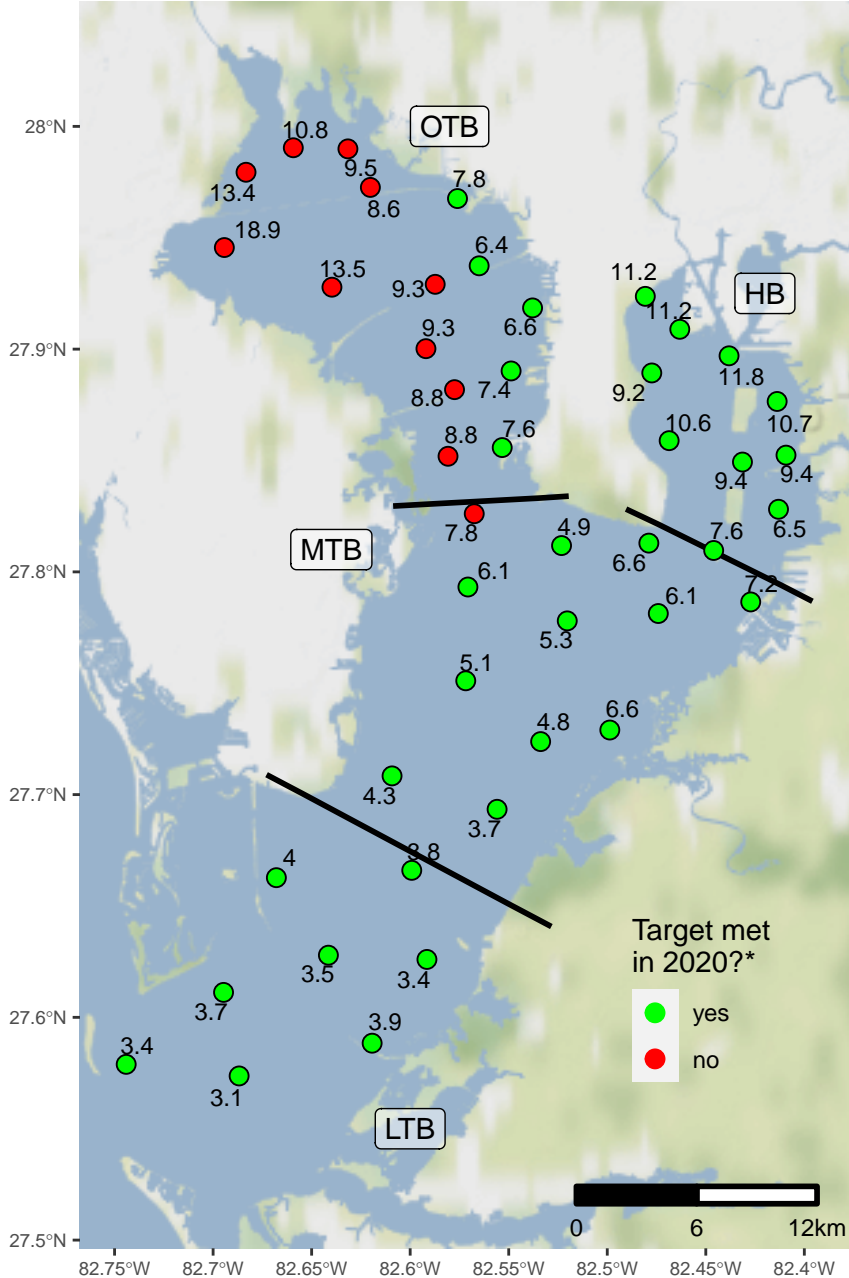 28°N
10.8
OTB
9.5
13.4
8.6
7.8
18.9
6.4
13.5
9.3
11.2
HB
6.6
11.2
27.9°N
9.3
11.8
9.2
8.8
7.4
10.7
10.6
8.8
7.6
9.4
9.4
7.8
4.9
6.5
MTB
6.6
7.6
27.8°N
6.1
7.2
6.1
5.3
5.1
4.8
6.6
27.7°N
4.3
3.7
3.8
4
Target met
in 2020?*
3.5
3.4
3.7
yes
27.6°N
3.9
3.4
no
3.1
LTB
0 6 12km
27.5°N
82.75°W 82.7°W 82.65°W 82.6°W 82.55°W 82.5°W 82.45°W 82.4°W